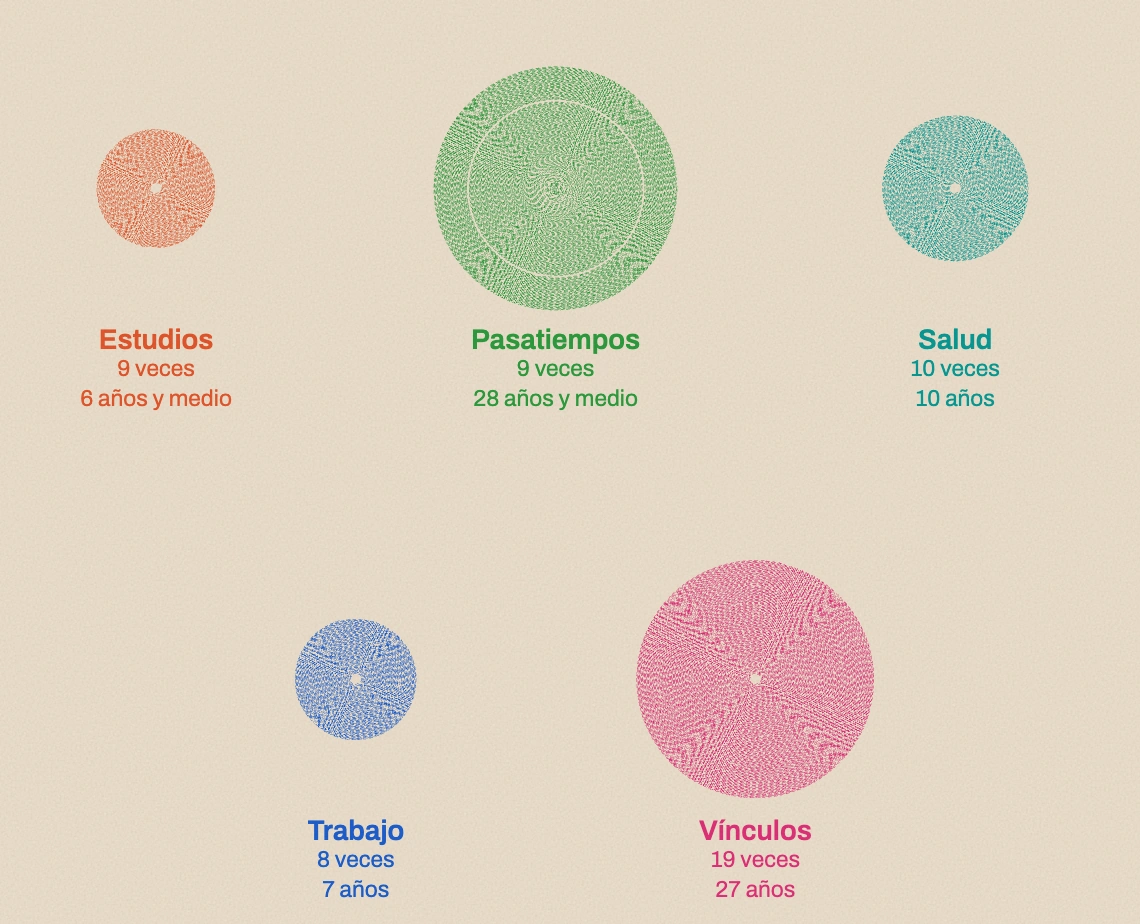 Estudios
9 veces
6 años y medio
Pasatiempos
9 veces
28 años y medio
Salud
10 veces
10 años
Trabajo
8 veces
7 años
Vínculos
19 veces
27 años